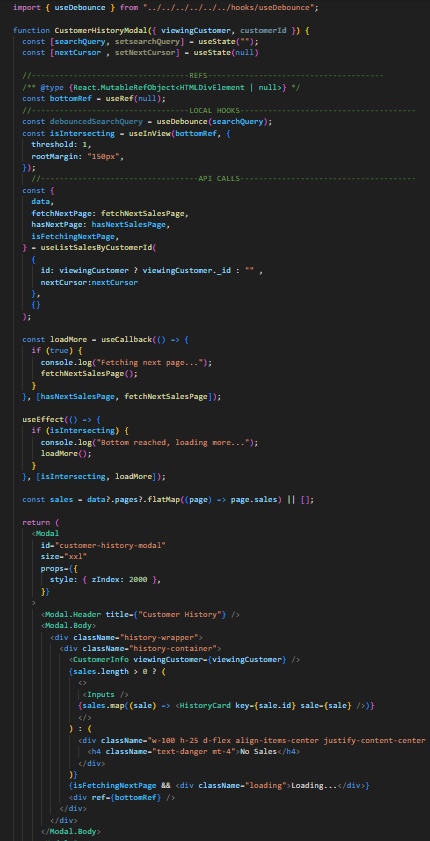 import { useDebounce } from "../../../../../../hooks/useDebounce";
function CustomerHistoryModal({ viewingCustomer, customerId }) {
const [searchQuery, setsearchQuery] = useState("");
const [nextCursor , setNextCursor] = useState(null)
//----------------------------------REFS--------------------------------------
/** @type {React.MutableRefObject<HTMLDivElement | null>} */
const bottomRef = useRef(null);
//----------------------------------LOCAL HOOKS--------------------------------------
const debouncedSearchQuery = useDebounce(searchQuery);
const isIntersecting = useInView(bottomRef, {
threshold: 1,
rootMargin: "150px",
});
//----------------------------------API CALLS--------------------------------------
const {
data,
fetchNextPage: fetchNextSalesPage,
hasNextPage: hasNextSalesPage,
isFetchingNextPage,
} = useListSalesByCustomerId(
{
id: viewingCustomer ? viewingCustomer._id : "" ,
nextCursor:nextCursor
},
{}
);
const loadMore = useCallback(() => {
if (true) {
console.log("Fetching next page...");
fetchNextSalesPage();
}
}, [hasNextSalesPage, fetchNextSalesPage]);
useEffect(() => {
if (isIntersecting) {
console.log("Bottom reached, loading more...");
loadMore();
}
}, [isIntersecting, loadMore]);
const sales = data?.pages?.flatMap((page) => page.sales) || [];
return (
<Modal
id="customer-history-modal"
size="xxl"
props={{
style: { zIndex: 2000 },
}}
>
<Modal.Header title={"Customer History"} />
<Modal.Body>
<div className="history-wrapper">
<div className="history-container">
<CustomerInfo viewingCustomer={viewingCustomer} />
{sales.length > 0 ? (
<>
<Inputs />
{sales.map((sale) => <HistoryCard key={sale.id} sale={sale} />)}
</>
) : (
<div className="w-100 h-25 d-flex align-items-center justify-content-center
<h4 className="text-danger mt-4">No Sales</h4>
</div>
)}
{isFetchingNextPage && <div className="loading">Loading...</div>}
<div ref={bottomRef} />
</div>
</div>
</Modal.Body>